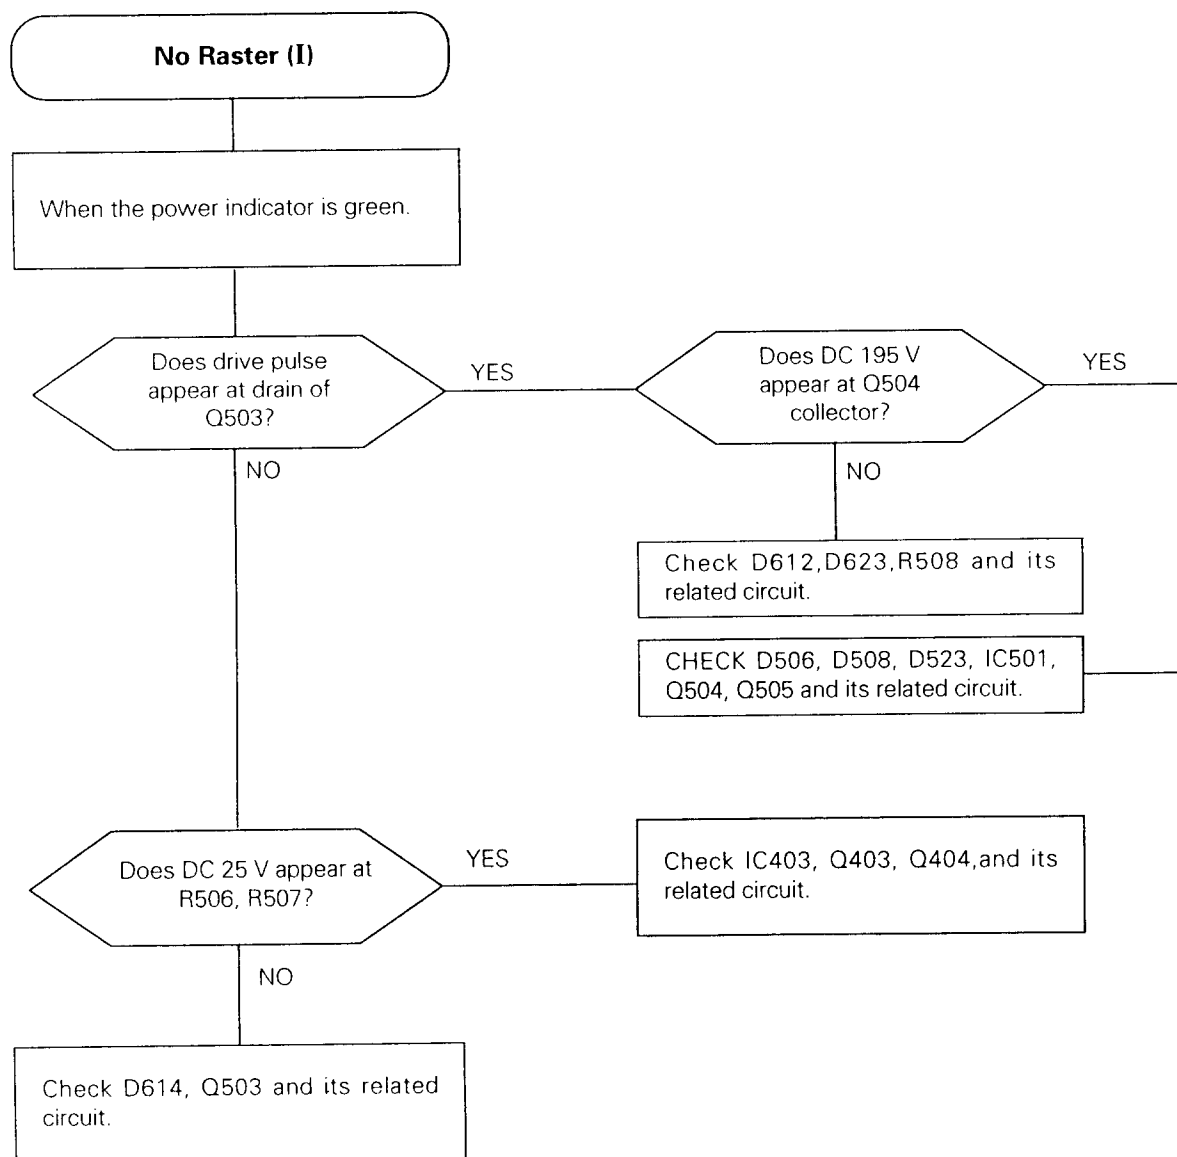 No Raster (I)
When the power indicator is green.
Does drive pulse
appear at drain of
Q503?
YES
Does DC 195 V
appear at Q504
collector?
YES
NO
NO
Check D612,D623,R508 and its
related circuit.
CHECK D506, D508, D523, IC501,
Q504, Q505 and its related circuit.
Does DC 25 V appear at
R506, R507?
YES
Check IC403, Q403, Q404,and its
related circuit.
NO
Check D614, Q503 and its related
circuit.